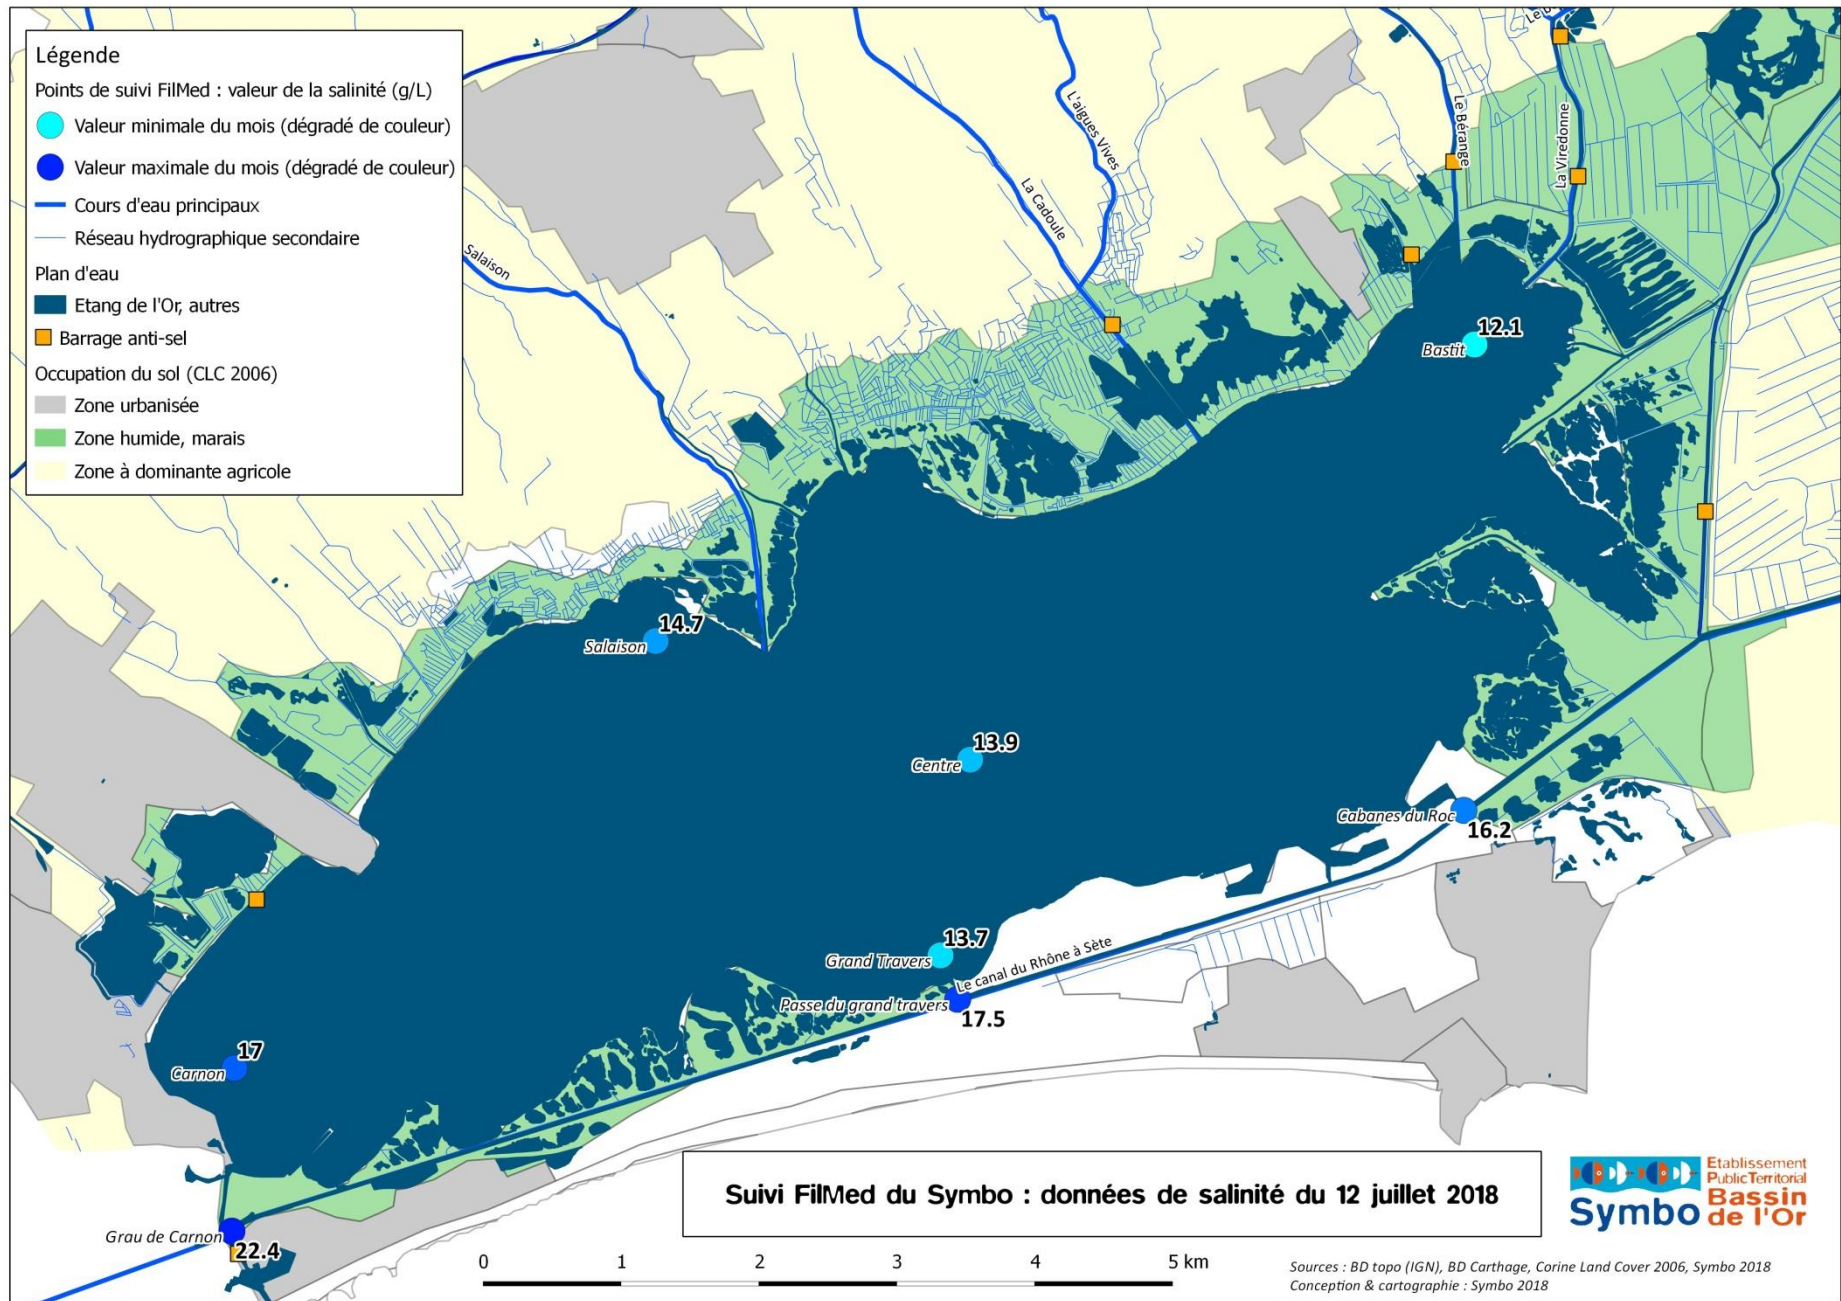 Légende
Points de suivi FilMed : valeur de la salinité (g/L)
Valeur minimale du mois (dégradé de couleur)
Valeur maximale du mois (dégradé de couleur)
Cours d'eau principaux
Réseau hydrographique secondaire
Plan d'eau
Etang de l'Or, autres
Barrage anti-sel
Occupation du sol (CLC 2006)
Zone urbanisée
Zone humide, marais
Zone à dominante agricole
Salaison
La Cadoule
L'aigues Vives
Le Bérange
La Viredonne
12.1
Bastit
14.7
Salaison
13.9
Centre
Cabanes du Roc
16.2
13.7
Grand Travers
Le canal du Rhône à Sète
Passe du grand travers
17.5
17
Carnon
Grau de Carnon
22.4
Suivi FilMed du Symbo : données de salinité du 12 juillet 2018
0 1 2 3 4 5 km
Etablissement
Public Territorial
Bassin
de l'Or
Symbo
Sources : BD topo (IGN), BD Carthage, Corine Land Cover 2006, Symbo 2018
Conception & cartographie : Symbo 2018